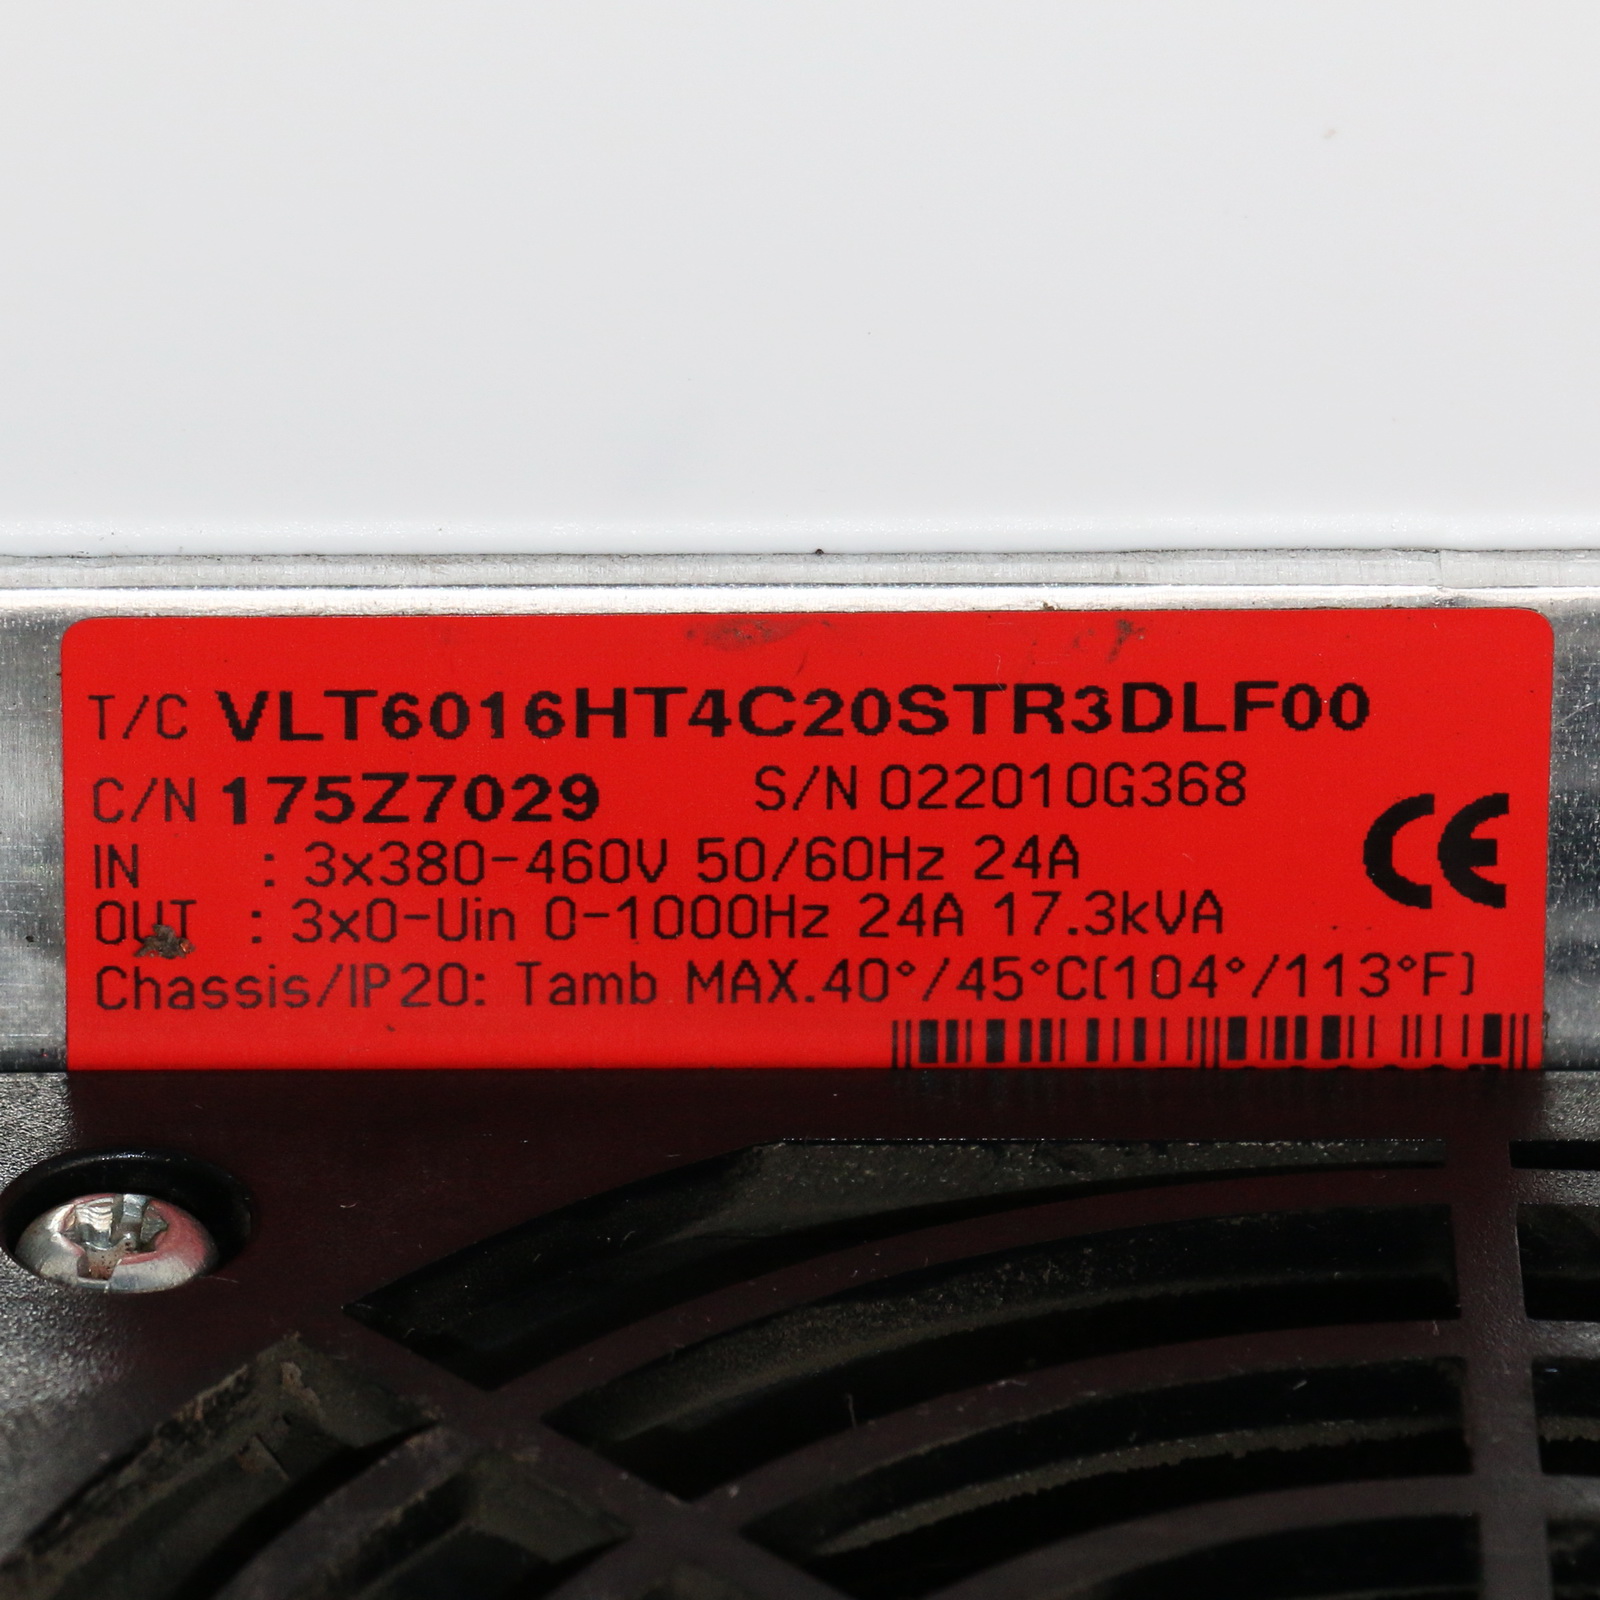 T/C VLT6016HT4C20STR3DLF00
C/N 175Z7029 S/N 022010G368
IN : 3x380-460V 50/60Hz 24A
OUT : 3x0-Uin 0-1000Hz 24A 17.3kVA
CE
Chassis/IP20: Tamb MAX.40°/45°C(104°/113°F)